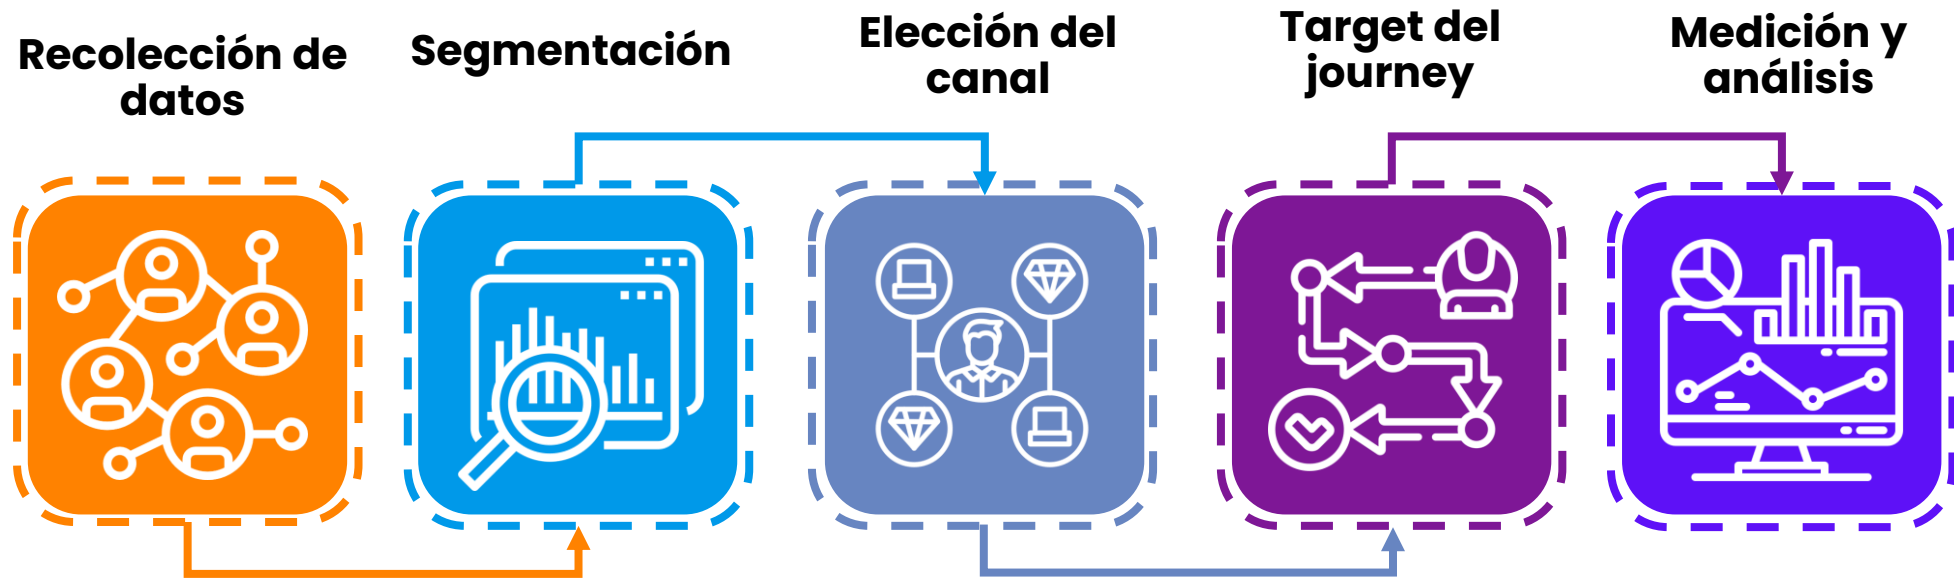 Recolección de
datos
Segmentación
Elección del
canal
Target del
journey
Medición y
análisis